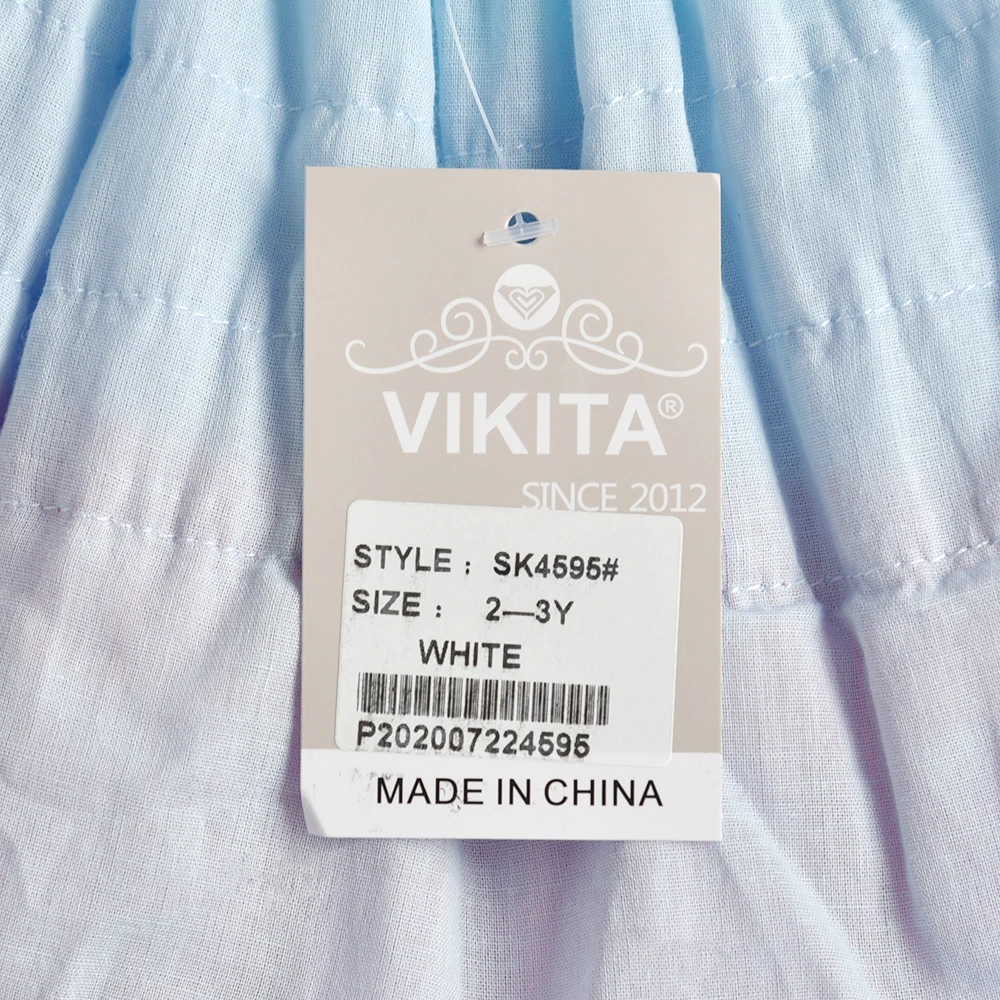 VIKITA®
SINCE 2012
STYLE : SK4595#
SIZE : 2—3Y
WHITE
P202007224595
MADE IN CHINA